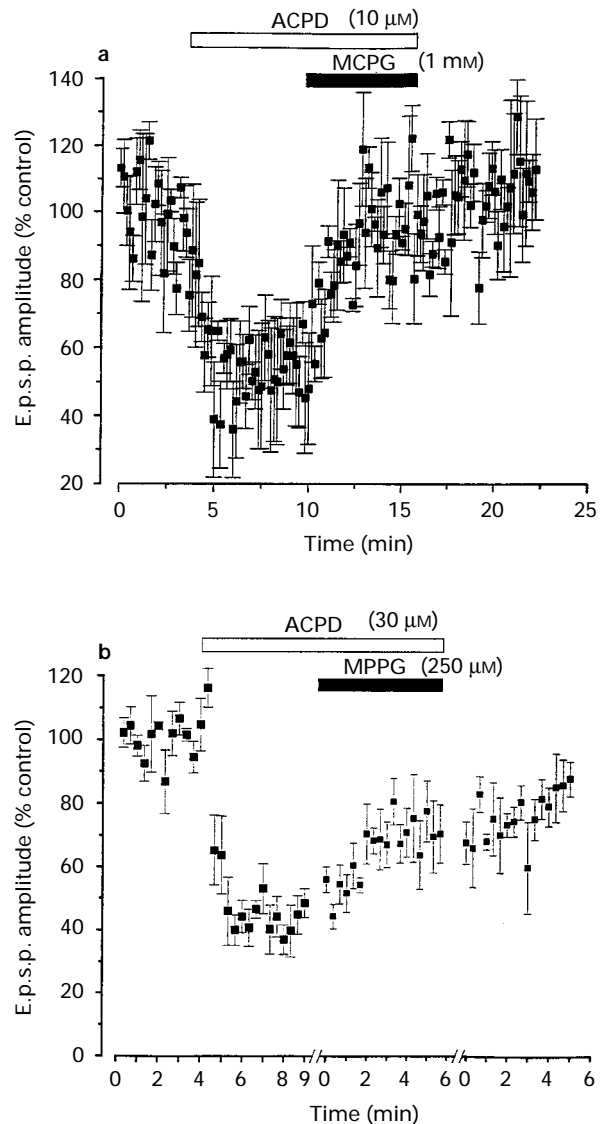 ACPD (10 µM)
a
MCPG (1 mM)
140
120
100
80
60
40
20
E.p.s.p. amplitude (% control)
0 5 10 15 20 25
Time (min)
ACPD (30 µM)
b
MPPG (250 µM)
120
100
80
60
40
20
0
E.p.s.p. amplitude (% control)
0 2 4 6 8 9 0 2 4 6 0 2 4 6
Time (min)